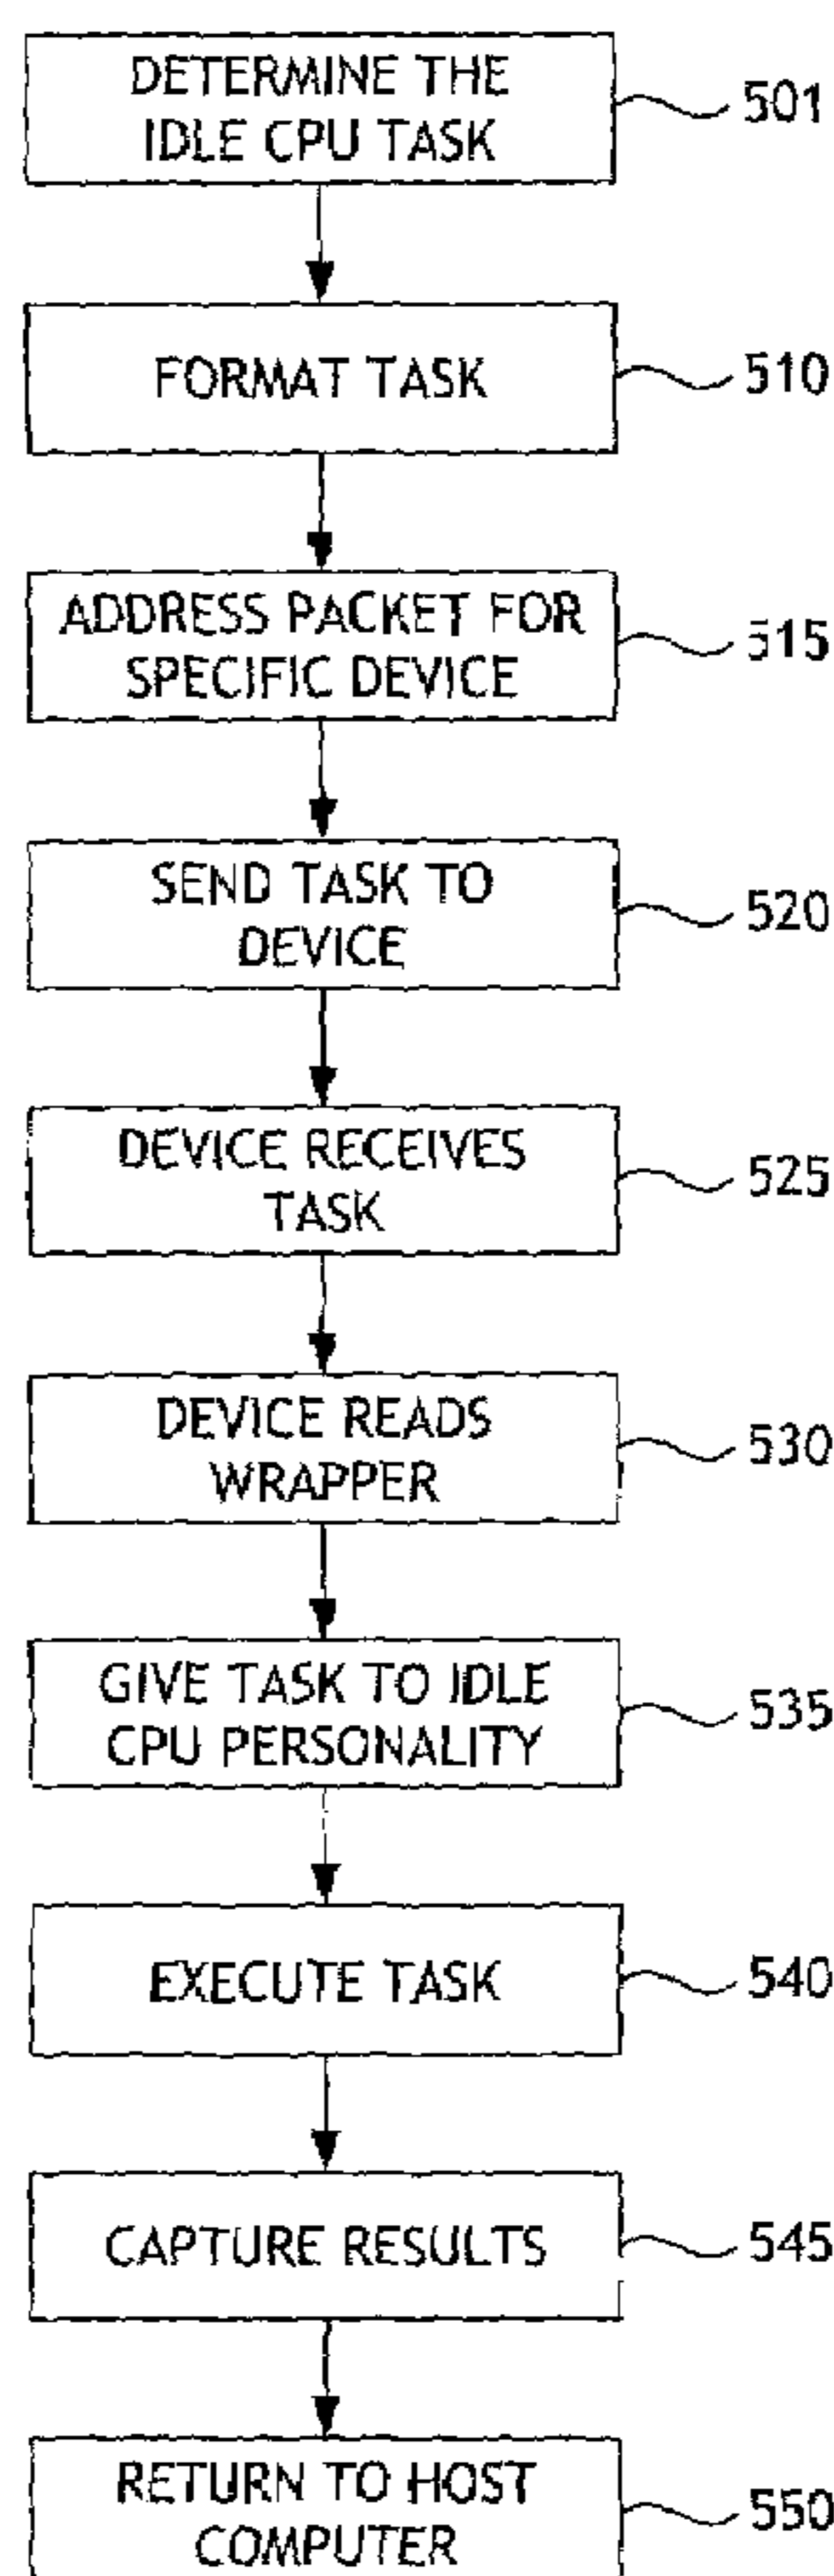 DETERMINE THE
IDLE CPU TASK
501
FORMAT TASK
510
ADDRESS PACKET FOR
SPECIFIC DEVICE
515
SEND TASK TO
DEVICE
520
DEVICE RECEIVES
TASK
525
DEVICE READS
WRAPPER
530
GIVE TASK TO IDLE
CPU PERSONALITY
535
EXECUTE TASK
540
CAPTURE RESULTS
545
RETURN TO HOST
COMPUTER
550